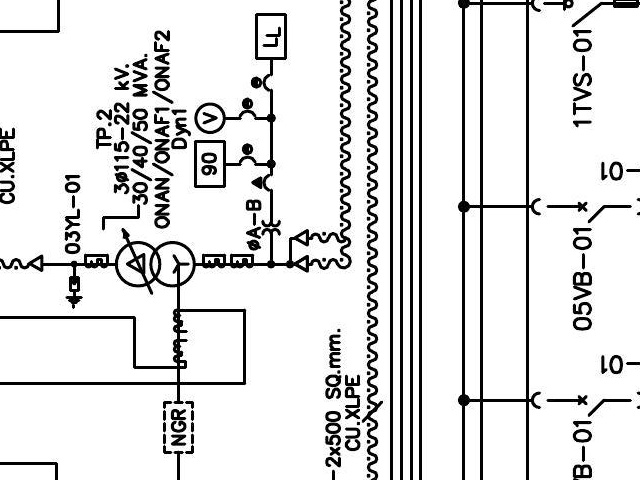 CU.XLPE
03YL-01
TP.2
3ø115-22 kV.
30/40/50 MVA.
ONAN/ONAF1/ONAF2
Dyn1
V
90
LL
øA-B
NGR
-2x500 SQ.mm.
CU.XLPE
1TVS-01
10
05VB-01
10
VB-01